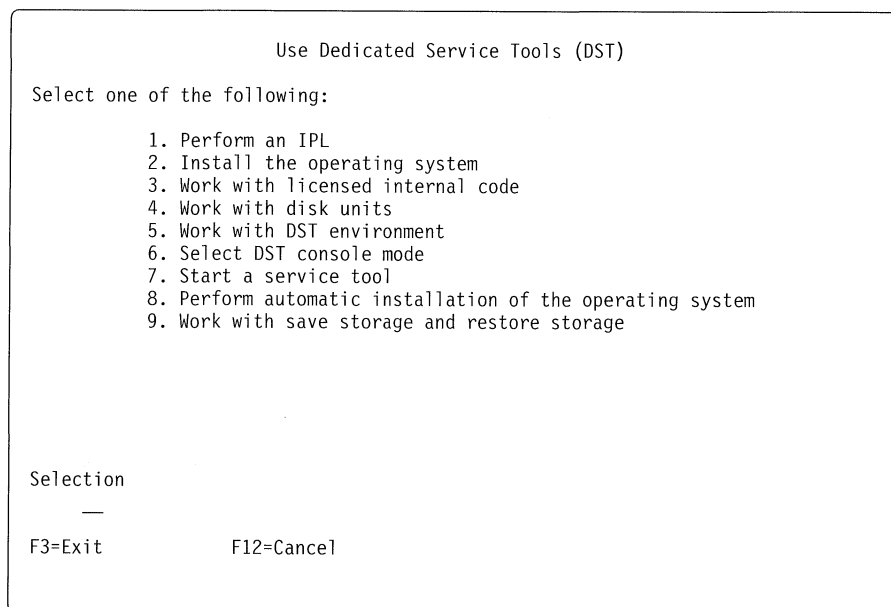 Use Dedicated Service Tools (DST)
Select one of the following:
1. Perform an IPL
2. Install the operating system
3. Work with licensed internal code
4. Work with disk units
5. Work with DST environment
6. Select DST console mode
7. Start a service tool
8. Perform automatic installation of the operating system
9. Work with save storage and restore storage
Selection
F3=Exit F12=Cancel